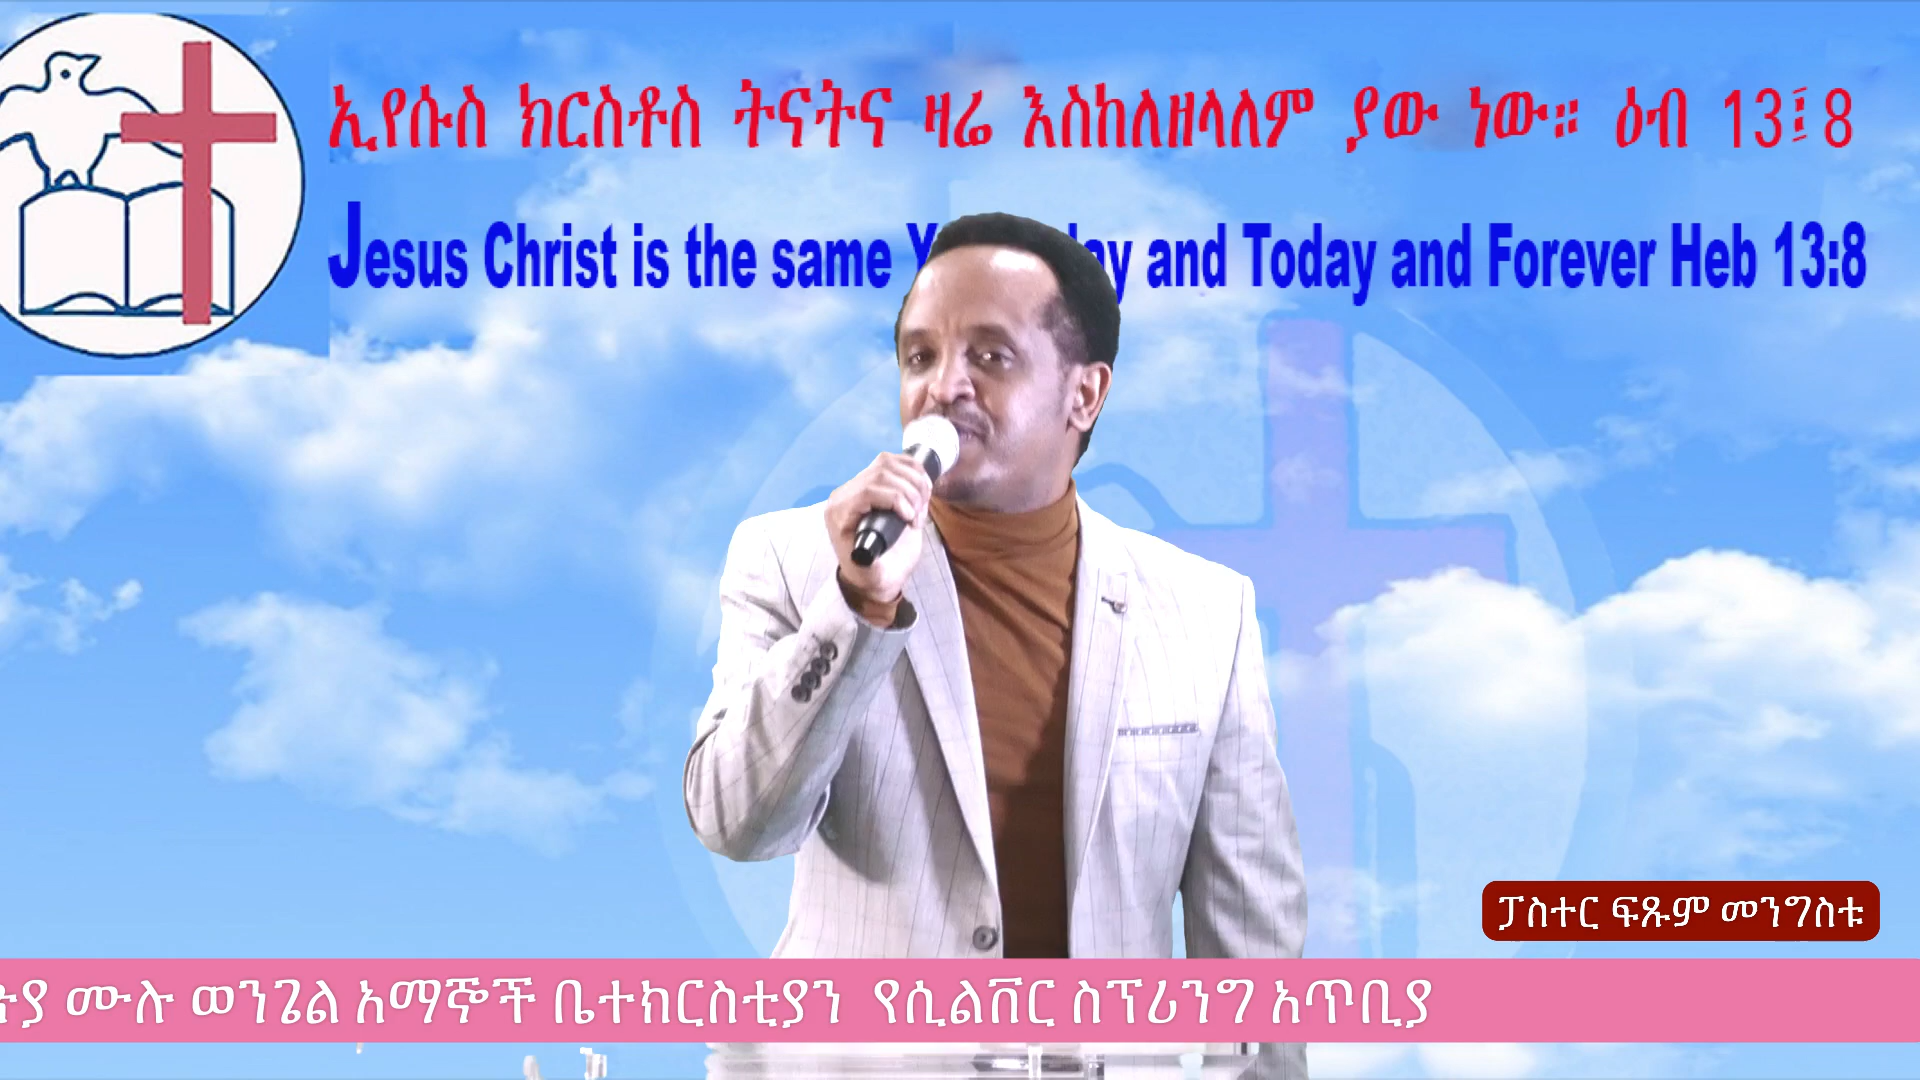 ኢየሱስ ክርስቶስ ትናትና ዛሬ እስከለዘላለም ያው ነው። ዕብ 13፤8
Jesus Christ is the same and Today and Forever Heb 13:8
ፓስተር ፍጹም መንግስቱ
ሙሉ ወንጌል አማኞች ቤተክርስቲያን የሲልቨር ስፕሪንግ አጥቢያ